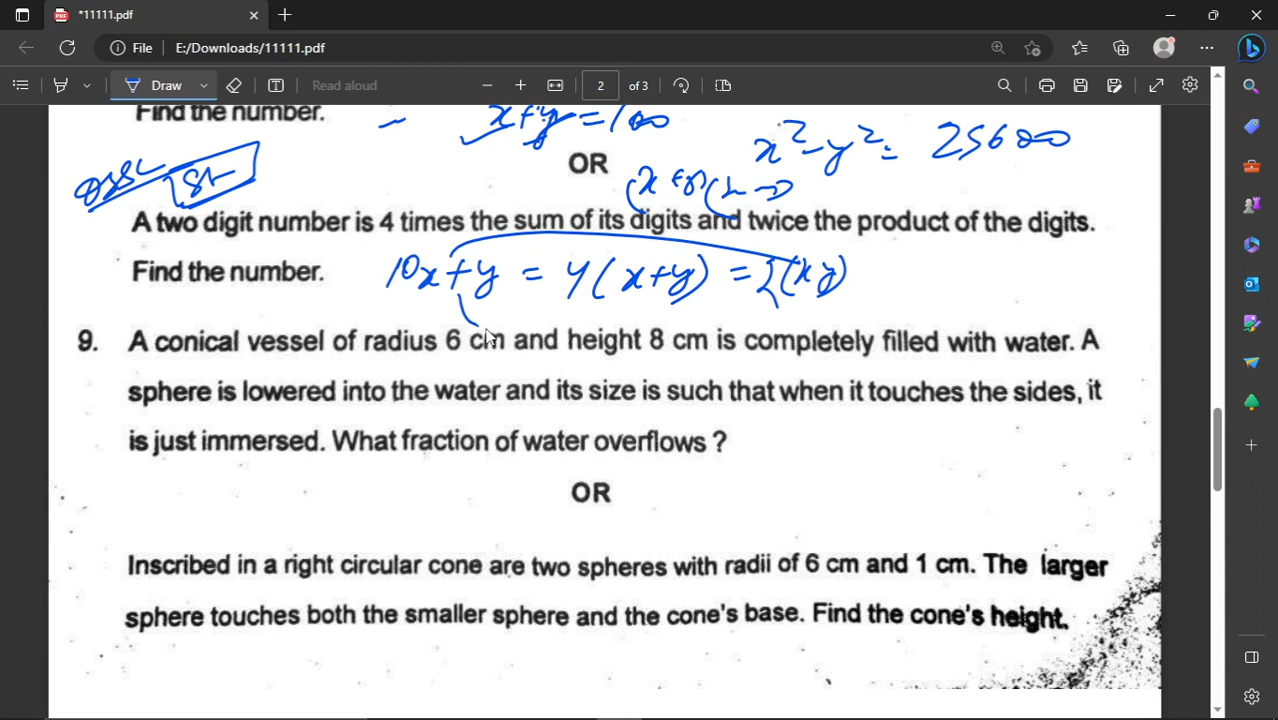 *11111.pdf
File E:/Downloads/11111.pdf
Draw Read aloud 2 of 3
Find the number. x+y=100
OR x²-y²= 25600
A two digit number is 4 times the sum of its digits and twice the product of the digits.
Find the number. 10x+y = 4(x+y) = 2(xy)
9. A conical vessel of radius 6 cm and height 8 cm is completely filled with water. A
sphere is lowered into the water and its size is such that when it touches the sides, it
is just immersed. What fraction of water overflows ?
OR
Inscribed in a right circular cone are two spheres with radii of 6 cm and 1 cm. The larger
sphere touches both the smaller sphere and the cone's base. Find the cone's height.